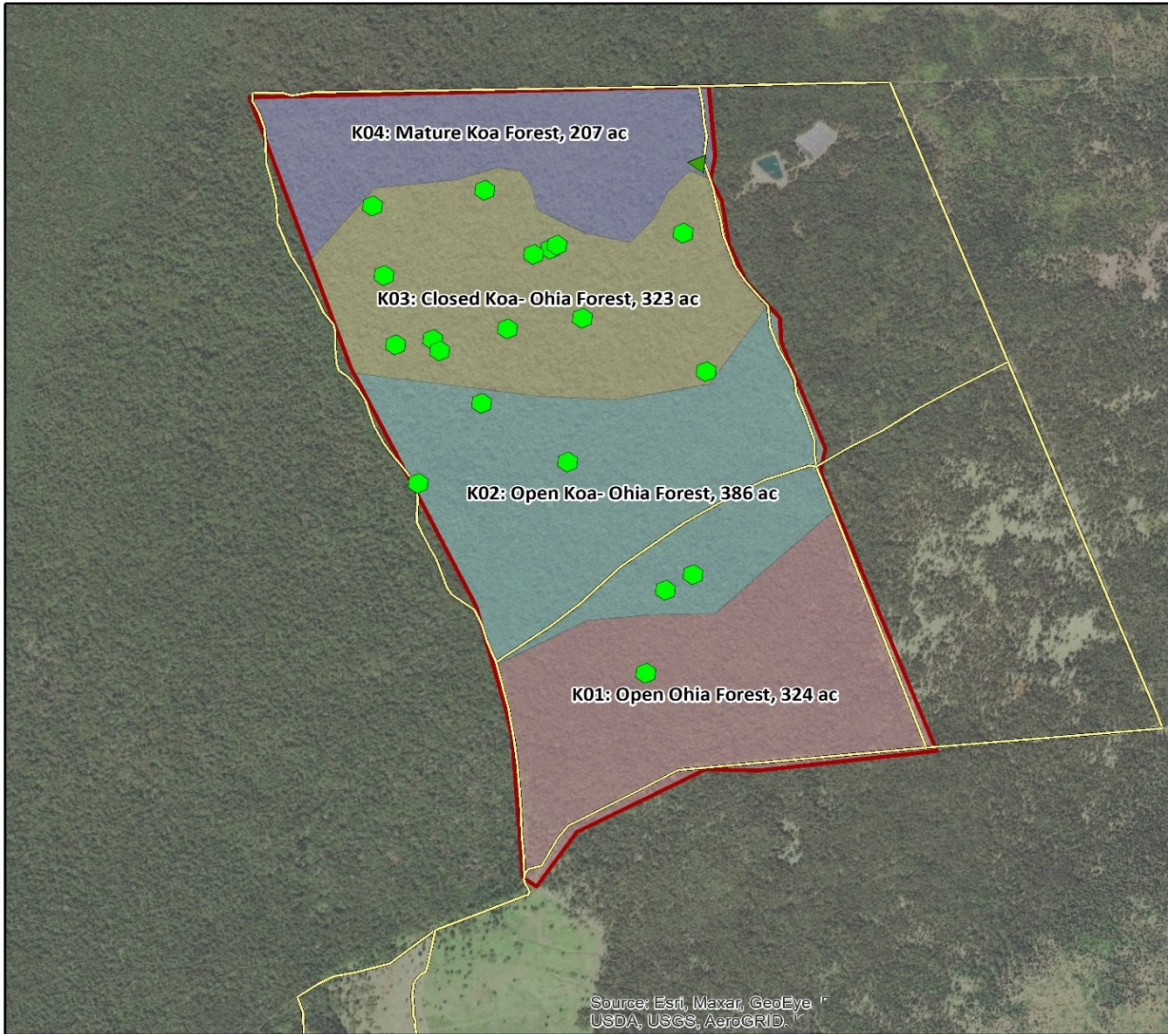 K04: Mature Koa Forest, 207 ac
K03: Closed Koa- Ohia Forest, 323 ac
K02: Open Koa- Ohia Forest, 386 ac
K01: Open Ohia Forest, 324 ac
Source: Esri, Maxar, GeoEye,
USDA, USGS, AeroGRID,